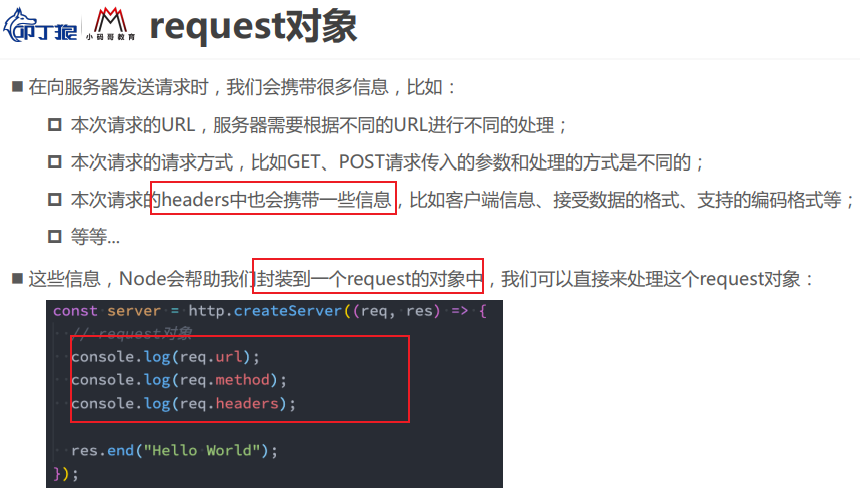 叩丁狼
小码哥教育
request对象
■ 在向服务器发送请求时，我们会携带很多信息，比如：
本次请求的URL，服务器需要根据不同的URL进行不同的处理；
本次请求的请求方式，比如GET、POST请求传入的参数和处理的方式是不同的；
本次请求的headers中也会携带一些信息，比如客户端信息、接受数据的格式、支持的编码格式等；
等等...
■ 这些信息，Node会帮助我们封装到一个request的对象中，我们可以直接来处理这个request对象：
const server = http.createServer((req, res) => {
// request对象
console.log(req.url);
console.log(req.method);
console.log(req.headers);
res.end("Hello World");
});